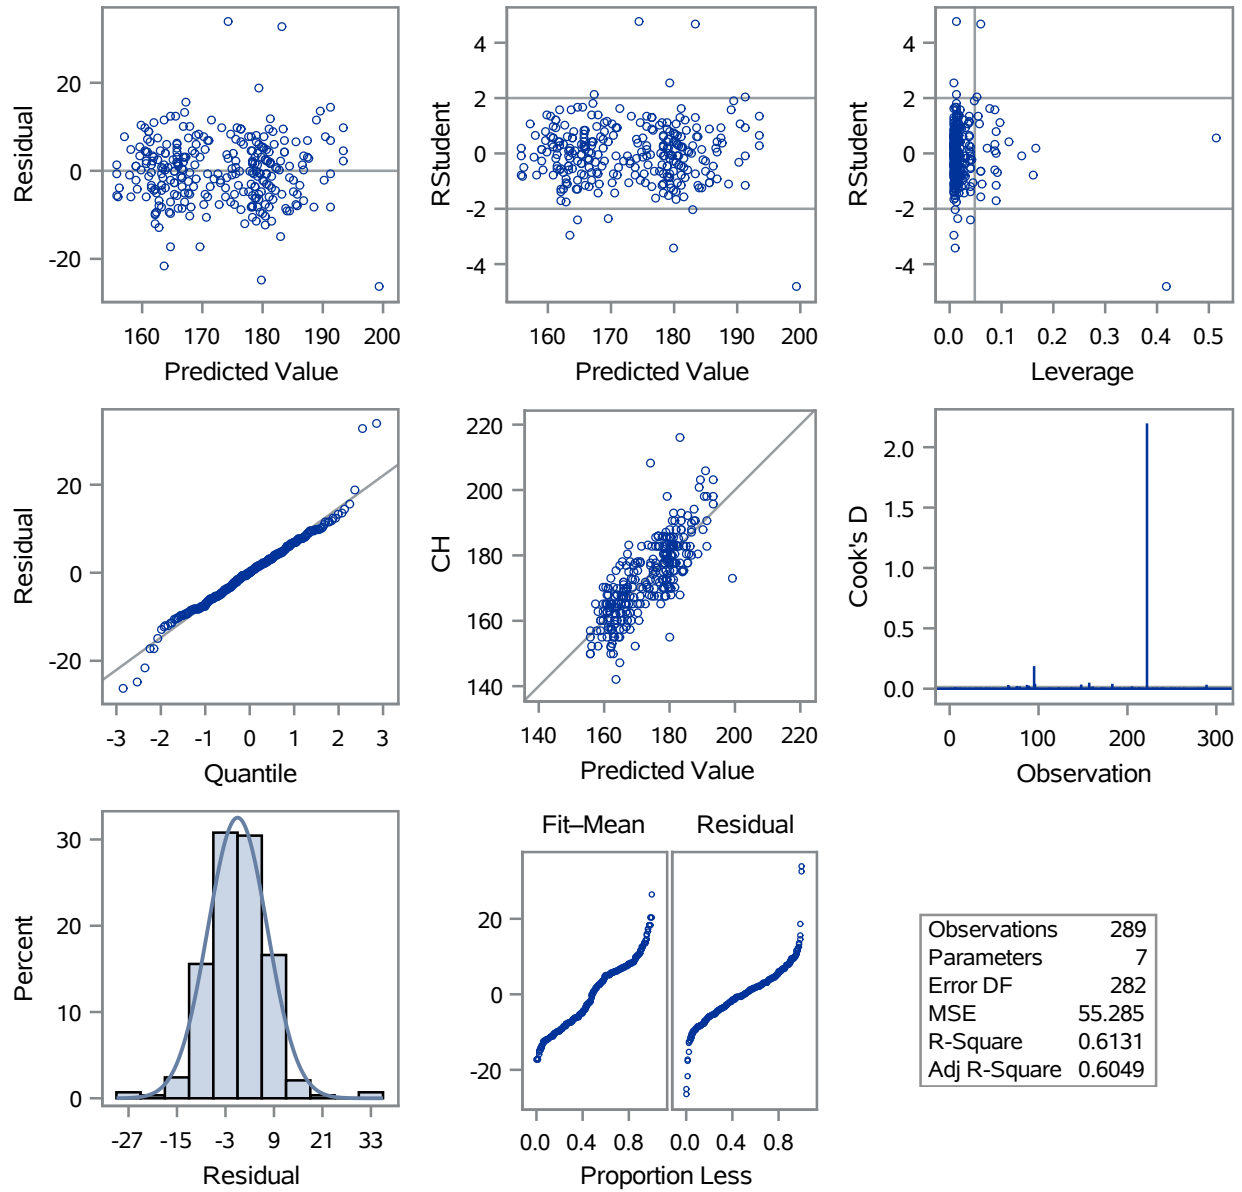 Residual
20
0
-20
160 170 180 190 200
Predicted Value
RStudent
4
2
0
-2
-4
160 170 180 190 200
Predicted Value
RStudent
4
2
0
-2
-4
0.0 0.1 0.2 0.3 0.4 0.5
Leverage
Residual
20
0
-20
-3 -2 -1 0 1 2 3
Quantile
CH
220
200
180
160
140
140 160 180 200 220
Predicted Value
Cook's D
2.0
1.5
1.0
0.5
0.0
0 100 200 300
Observation
Percent
30
20
10
0
-27 -15 -3 9 21 33
Residual
Fit–Mean Residual
20
0
-20
0.0 0.4 0.8 0.0 0.4 0.8
Proportion Less
Observations 289
Parameters 7
Error DF 282
MSE 55.285
R-Square 0.6131
Adj R-Square 0.6049